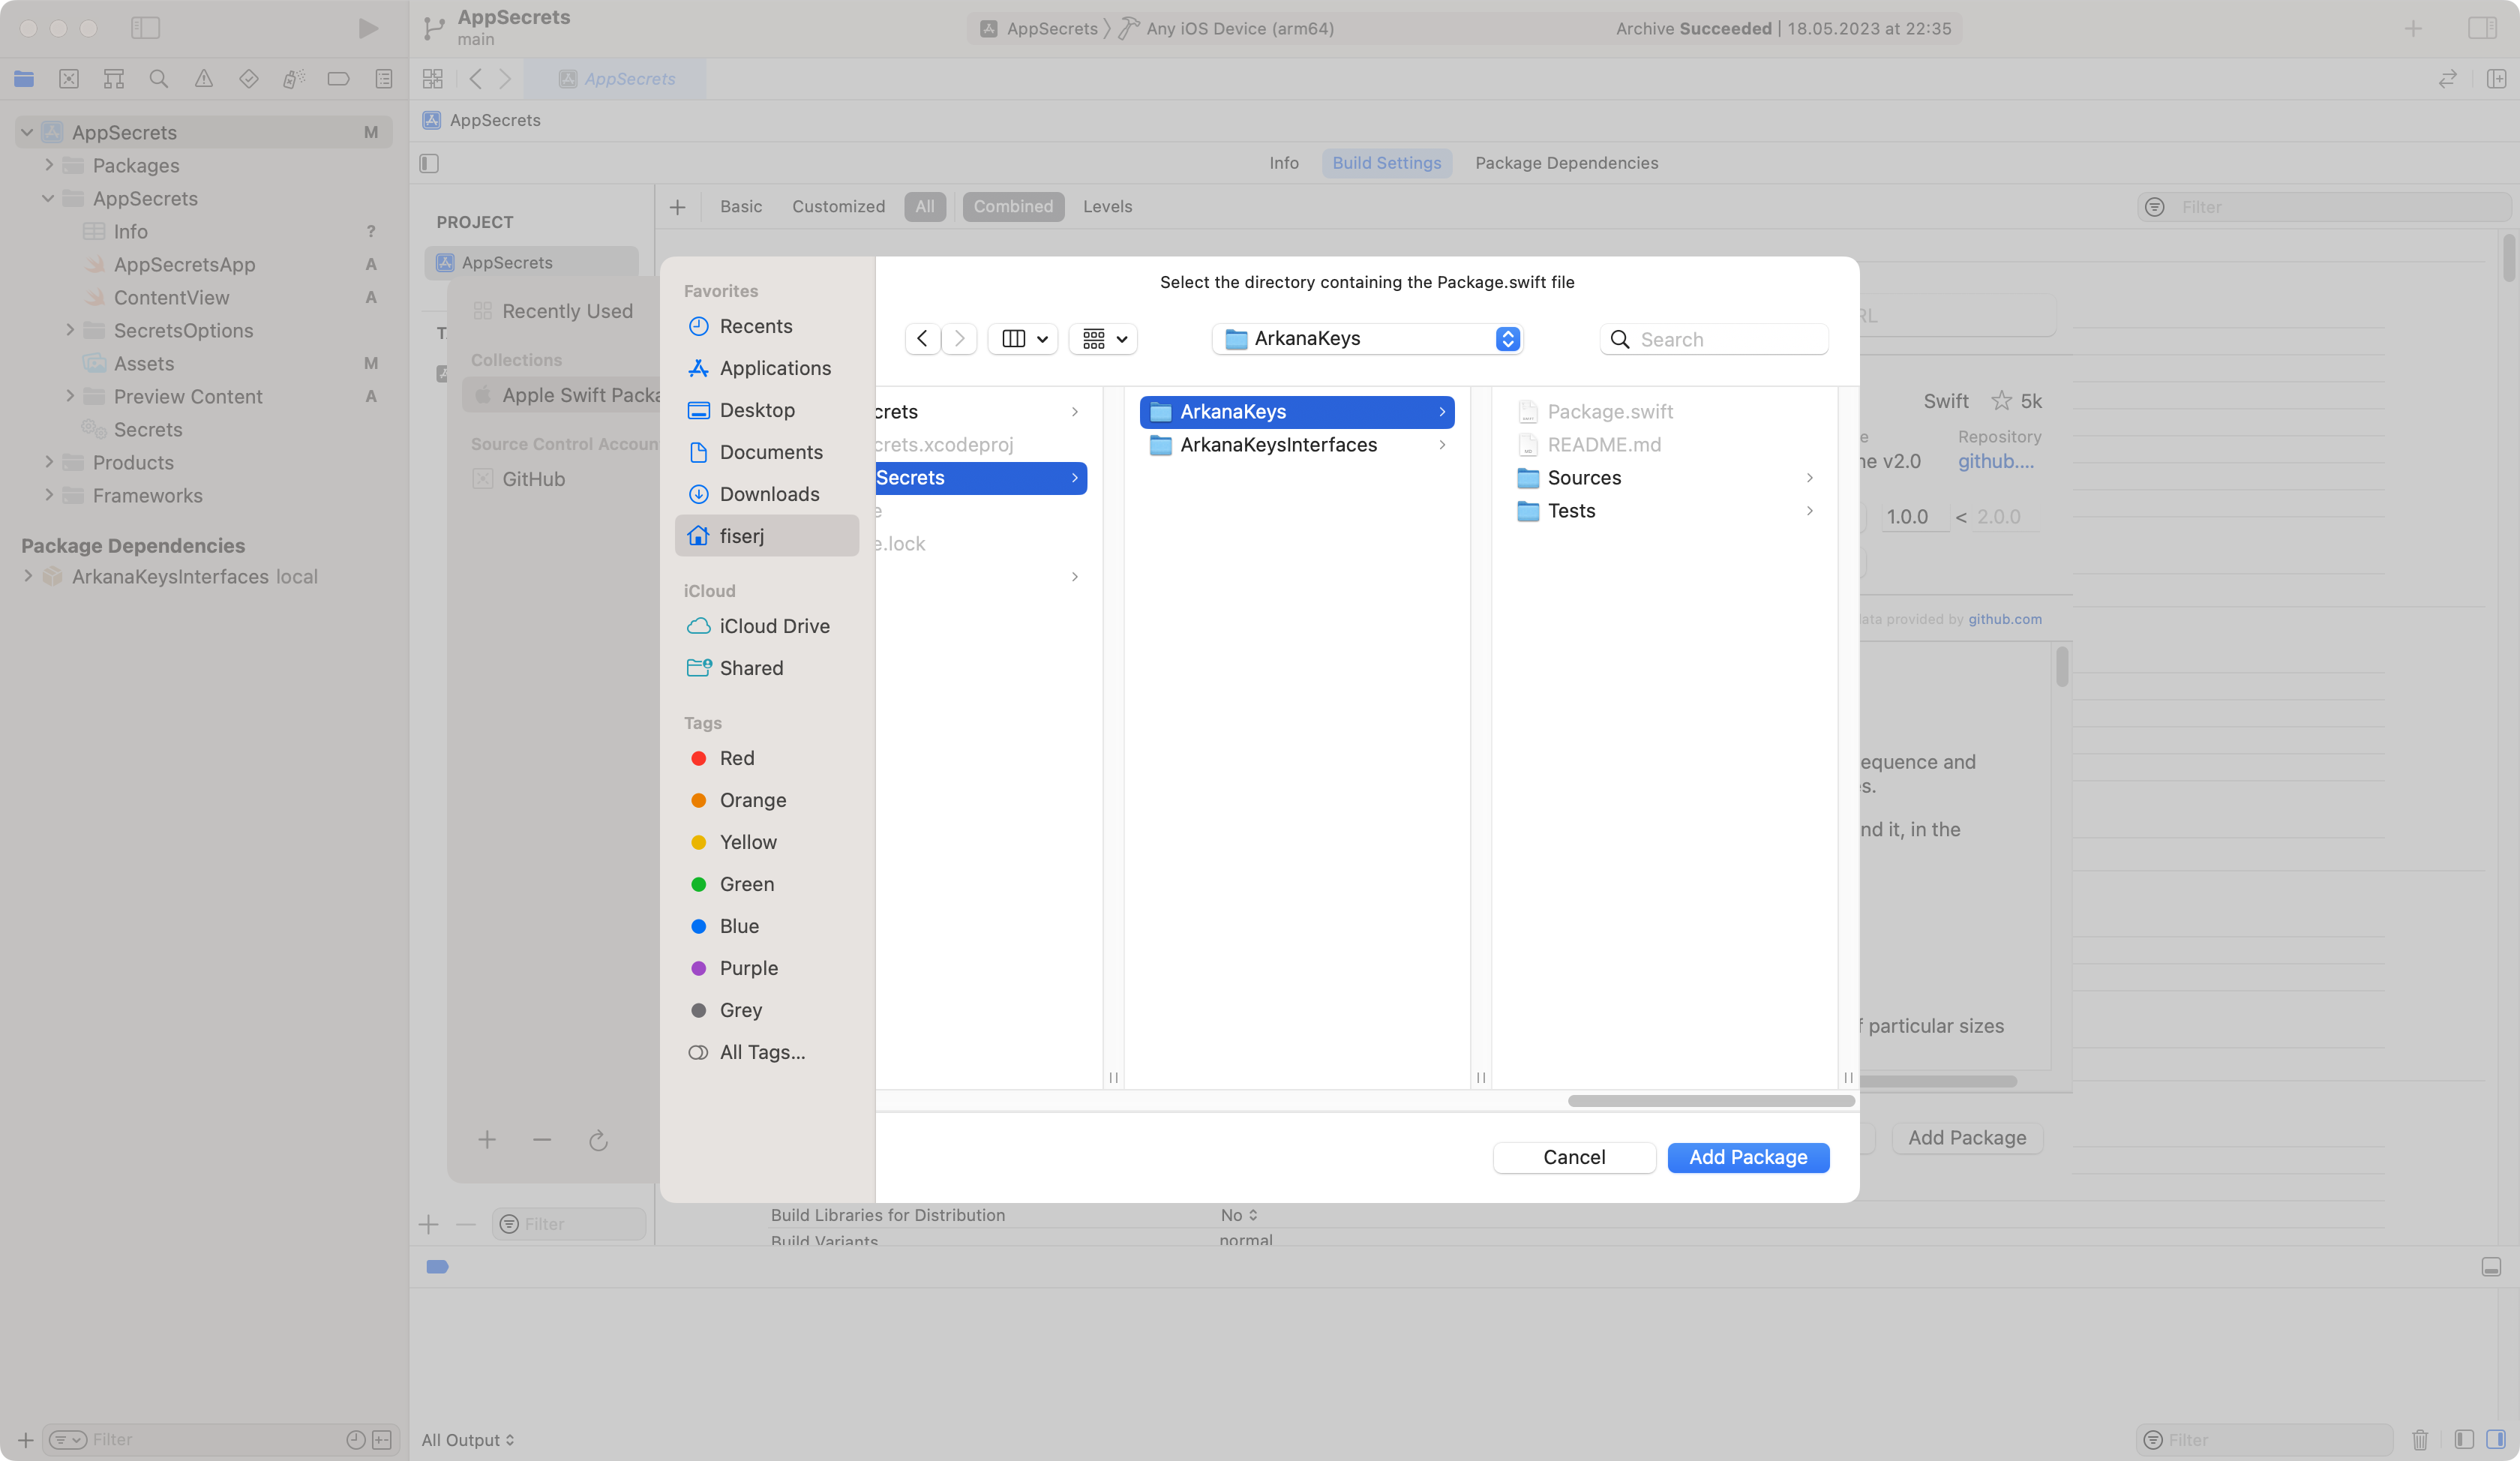 AppSecrets
main
AppSecrets
Any iOS Device (arm64)
Archive Succeeded | 18.05.2023 at 22:35
AppSecrets
AppSecrets
M
Packages
AppSecrets
Info
?
AppSecretsApp
A
ContentView
A
SecretsOptions
Assets
M
Preview Content
A
Secrets
Products
Frameworks
Package Dependencies
ArkanaKeysInterfaces local
Filter
AppSecrets
Info
Build Settings
Package Dependencies
PROJECT
AppSecrets
Basic
Customized
All
Combined
Levels
Filter
Recently Used
Collections
Apple Swift Packa
Source Control Accoun
GitHub
Filter
Favorites
Recents
Applications
Desktop
Documents
Downloads
fiserj
iCloud
iCloud Drive
Shared
Tags
Red
Orange
Yellow
Green
Blue
Purple
Grey
All Tags...
Select the directory containing the Package.swift file
ArkanaKeys
Search
crets
crets.xcodeproj
Secrets
e
e.lock
ArkanaKeys
ArkanaKeysInterfaces
Package.swift
README.md
Sources
Tests
Cancel
Add Package
RL
Swift
5k
e
Repository
ne v2.0
github....
1.0.0
<
2.0.0
data provided by github.com
equence and
s.
nd it, in the
f particular sizes
Add Package
Build Libraries for Distribution
No
Build Variants
normal
All Output
Filter